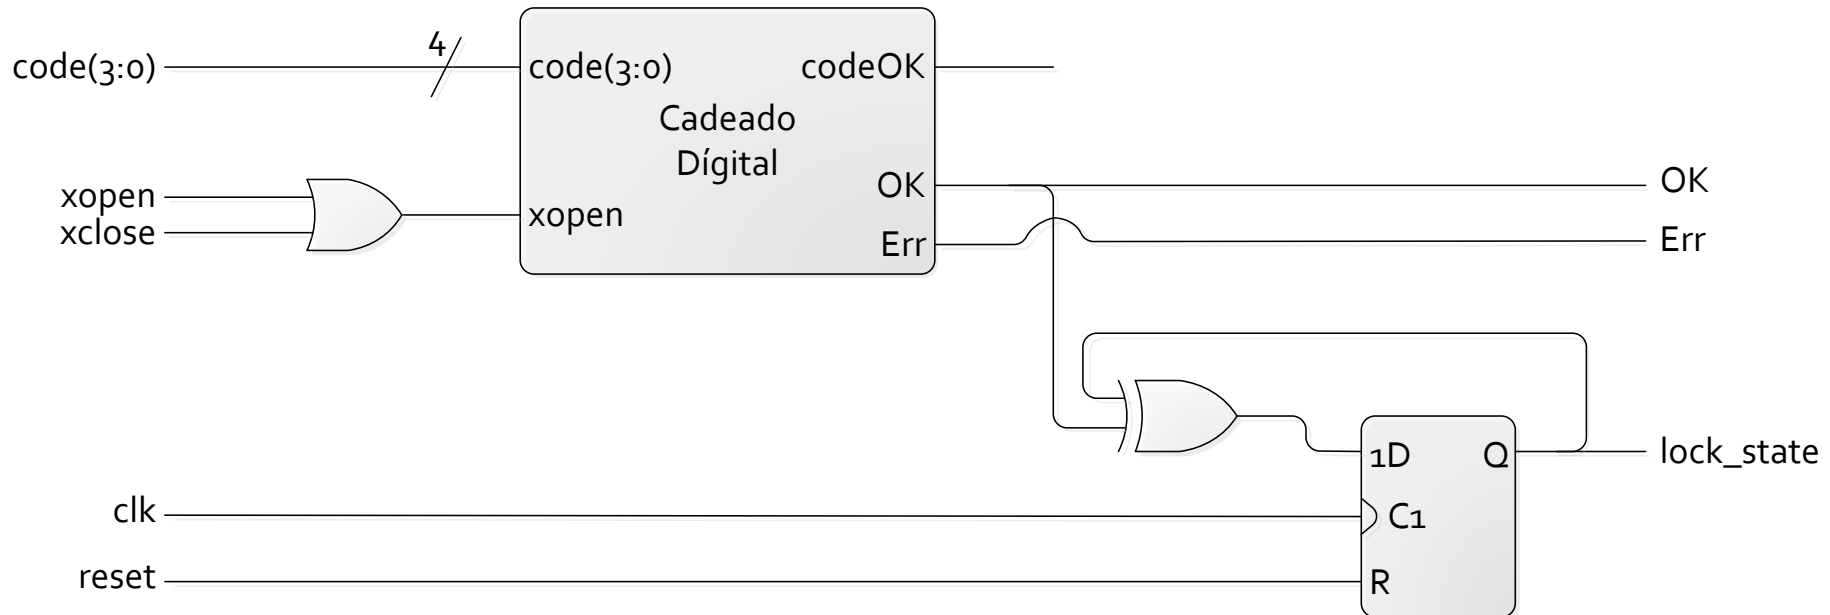 4
code(3:0)
code(3:0)
codeOK
Cadeado
Dígital
xopen
xclose
xopen
OK
Err
OK
Err
1D
Q
lock_state
clk
C1
reset
R